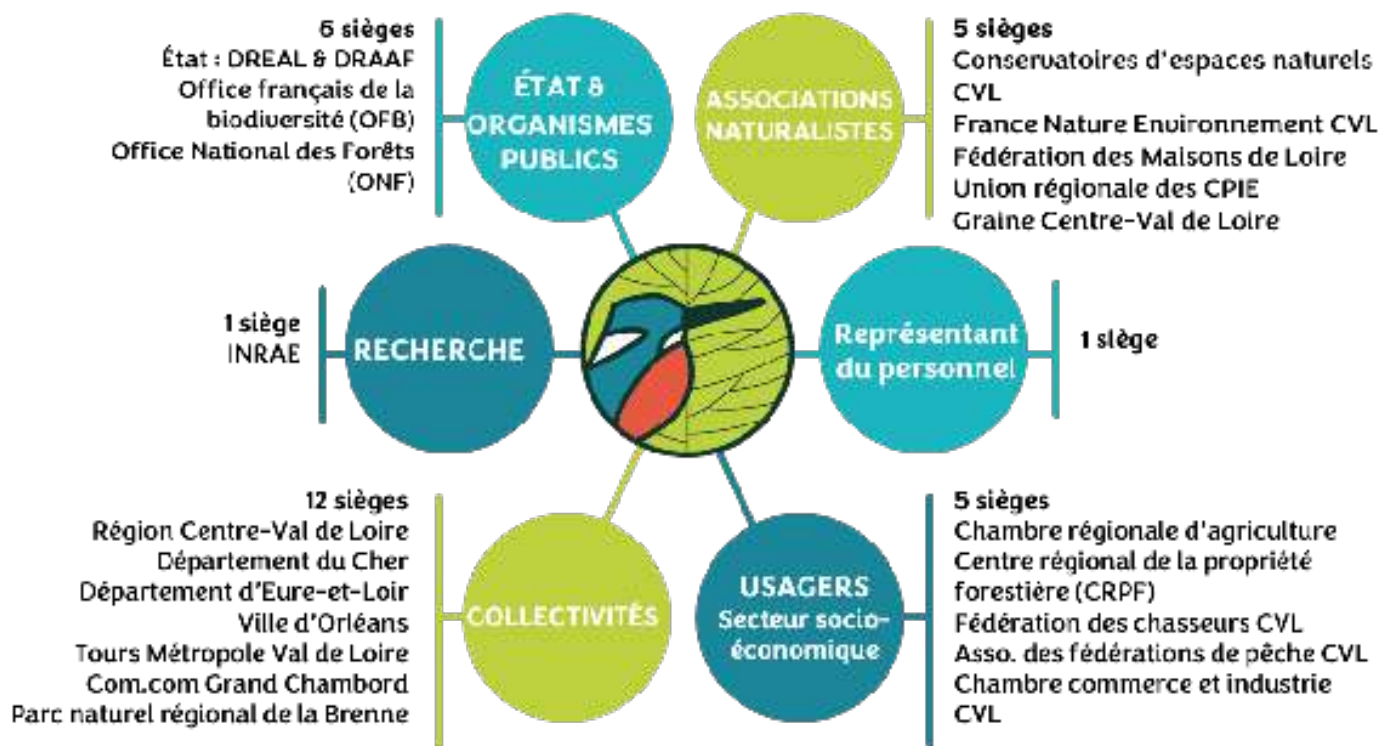 6 sièges
État : DREAL & DRAAF
Office français de la
biodiversité (OFB)
Office National des Forêts
(ONF)
ÉTAT &
ORGANISMES
PUBLICS
ASSOCIATIONS
NATURALISTES
5 sièges
Conservatoires d'espaces naturels
CVL
France Nature Environnement CVL
Fédération des Maisons de Loire
Union régionale des CPIE
Graine Centre-Val de Loire
1 siège
INRAE
RECHERCHE
Représentant
du personnel
1 siège
12 sièges
Région Centre-Val de Loire
Département du Cher
Département d'Eure-et-Loir
Ville d'Orléans
Tours Métropole Val de Loire
Com.com Grand Chambord
Parc naturel régional de la Brenne
COLLECTIVITÉS
USAGERS
Secteur socio-
économique
5 sièges
Chambre régionale d'agriculture
Centre régional de la propriété
forestière (CRPF)
Fédération des chasseurs CVL
Asso. des fédérations de pêche CVL
Chambre commerce et industrie
CVL